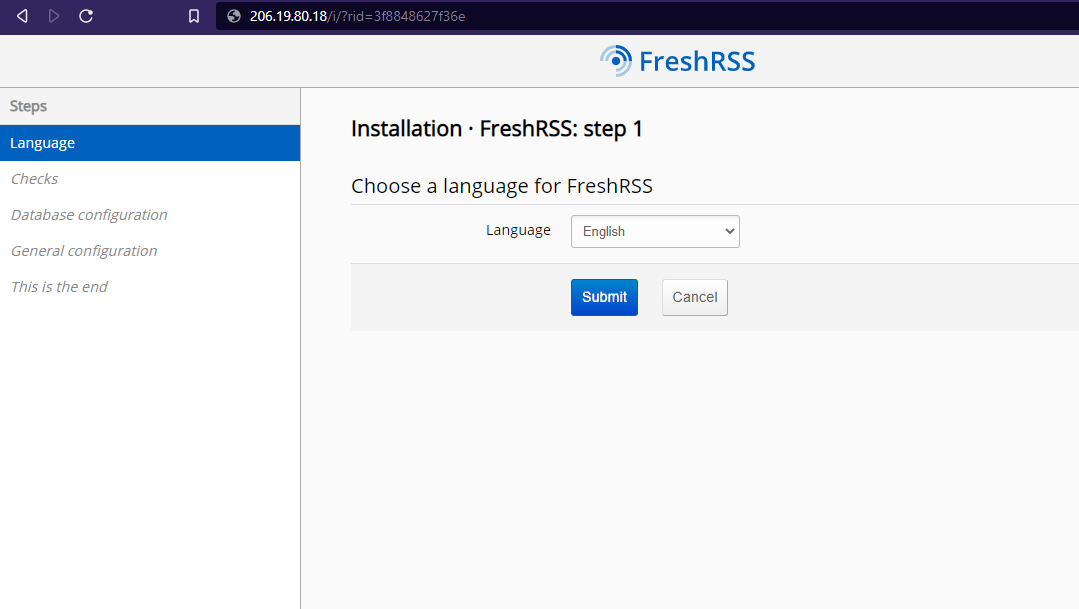 206.19.80.18/i/?rid=3f8848627f36e
FreshRSS
Steps
Language
Checks
Database configuration
General configuration
This is the end
Installation · FreshRSS: step 1
Choose a language for FreshRSS
Language English
Submit Cancel